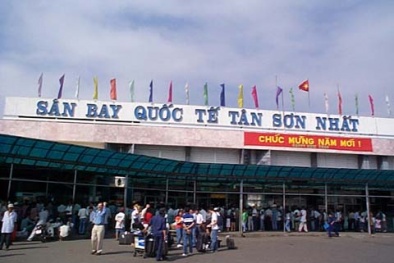 SÂN BAY QUỐC TẾ TÂN SƠN NHẤT
CHÚC MỪNG NĂM MỚI !